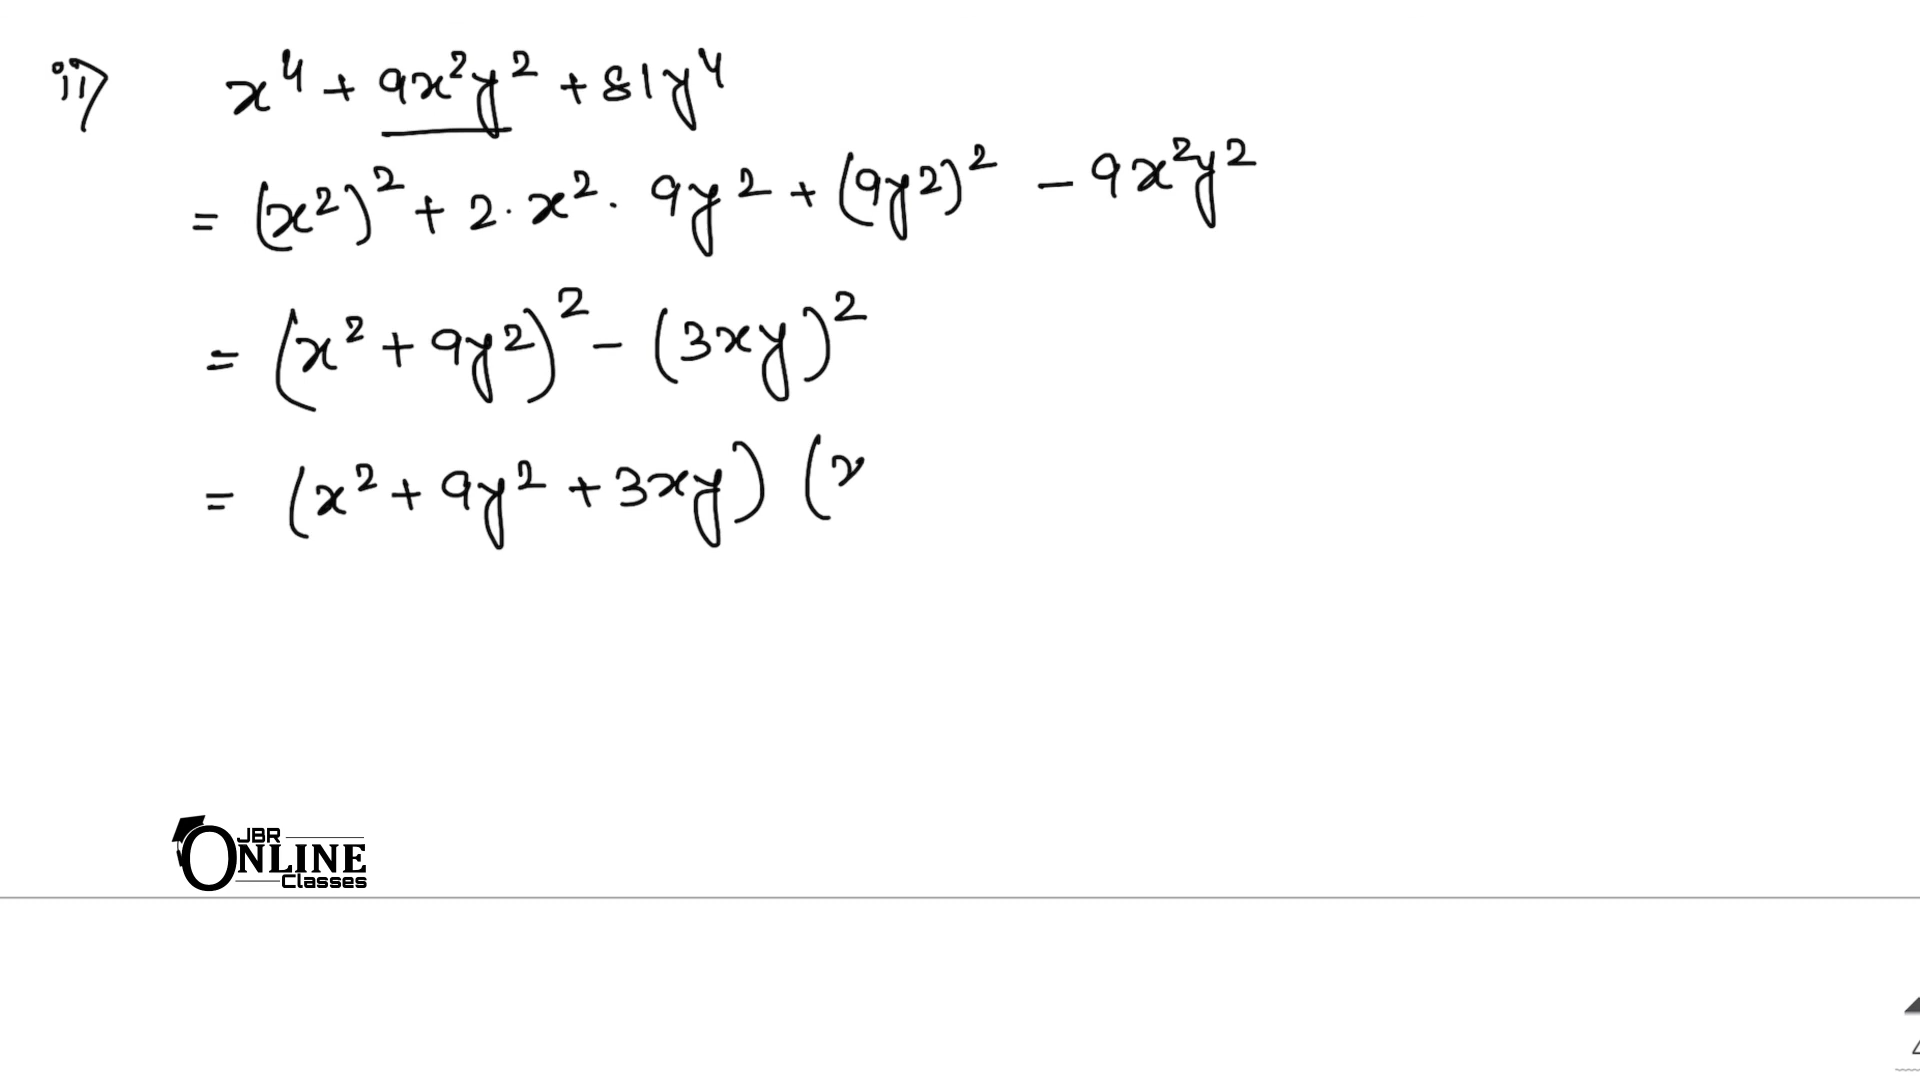 ii) x⁴ + 9x²y² + 81y⁴
= (x²)² + 2·x²·9y² + (9y²)² - 9x²y²
= (x² + 9y²)² - (3xy)²
= (x² + 9y² + 3xy) (x
JBR
ONLINE
Classes